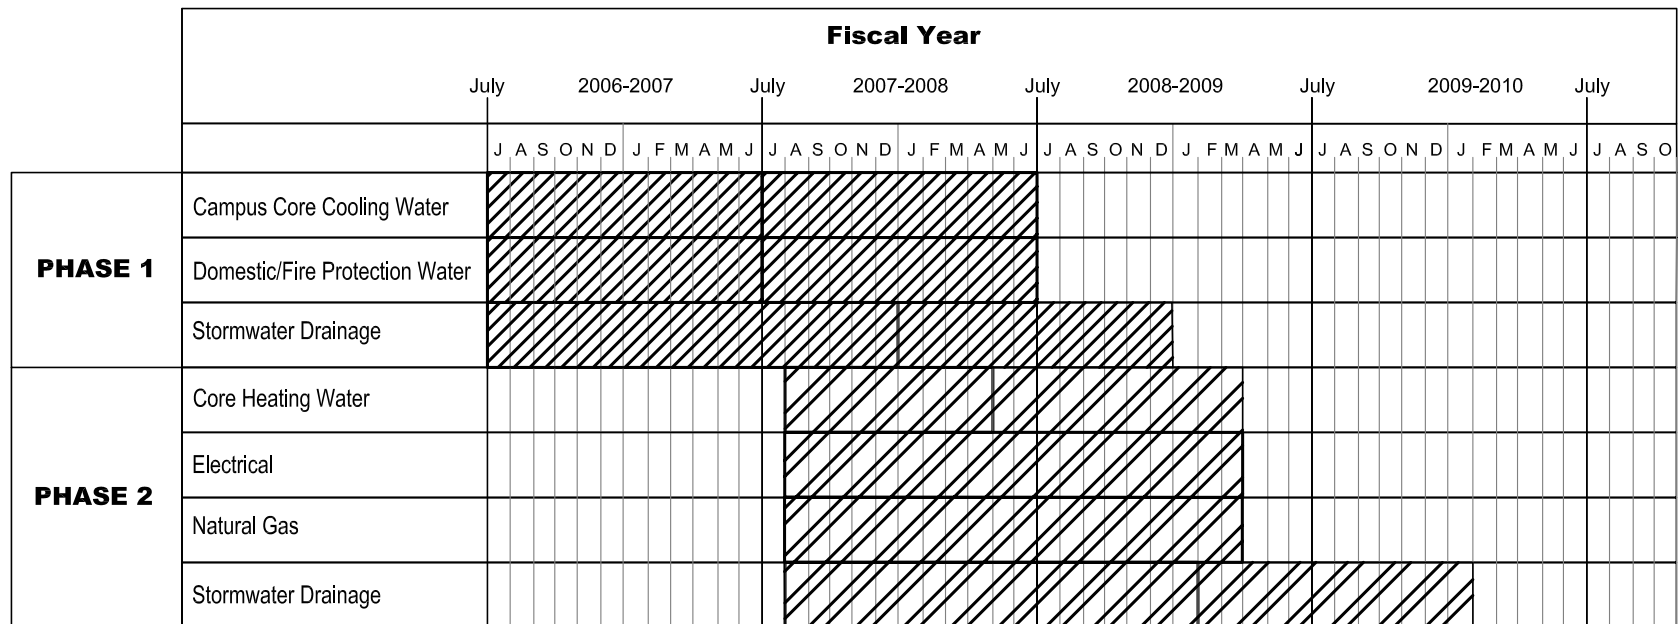 Fiscal Year
July 2006-2007 July 2007-2008 July 2008-2009 July 2009-2010 July
J A S O N D J F M A M J J A S O N D J F M A M J J A S O N D J F M A M J J A S O N D J F M A M J J A S O
PHASE 1
Campus Core Cooling Water
Domestic/Fire Protection Water
Stormwater Drainage
PHASE 2
Core Heating Water
Electrical
Natural Gas
Stormwater Drainage